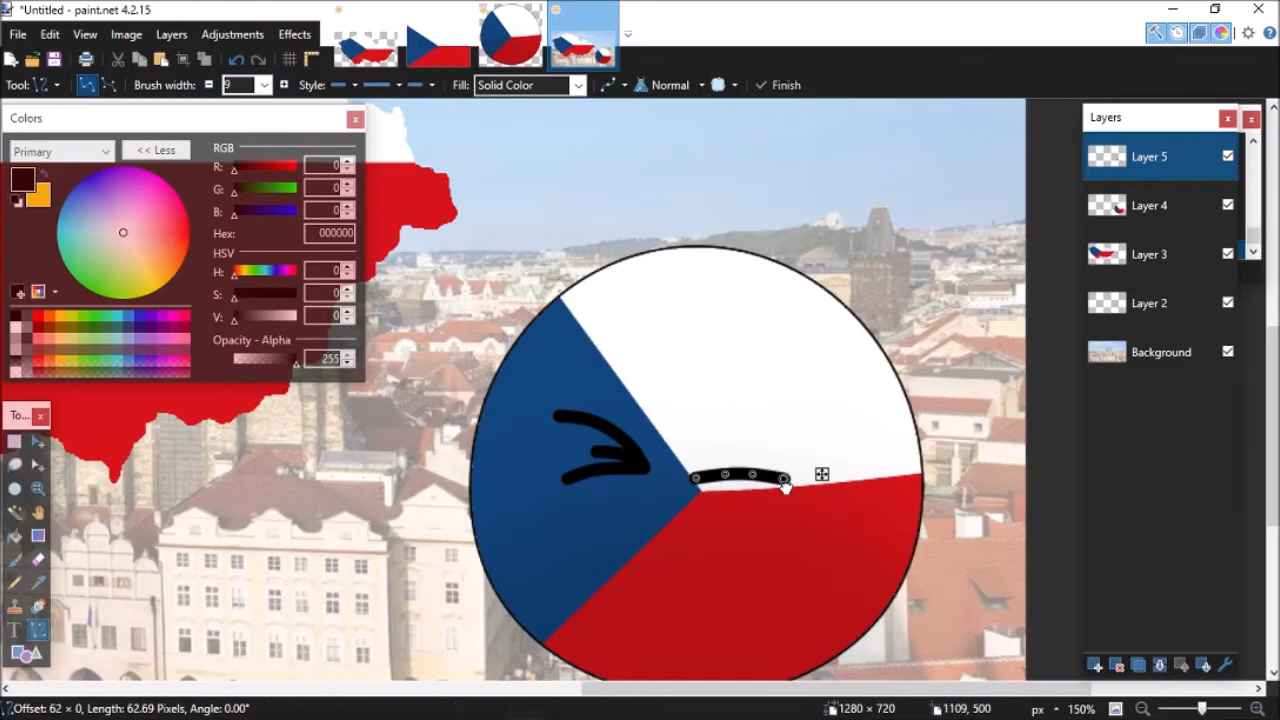 *Untitled - paint.net 4.2.15
File Edit View Image Layers Adjustments Effects
Tool: Brush width: 9 Style: Fill: Solid Color Normal Finish
Colors
Primary << Less
RGB
R: 0
G: 0
B: 0
Hex: 000000
HSV
H: 0
S: 0
V: 0
Opacity - Alpha
255
To...
Layers
Layer 5
Layer 4
Layer 3
Layer 2
Background
Offset: 62 × 0, Length: 62.69 Pixels, Angle: 0.00° 1280 × 720 1109, 500 px 150%